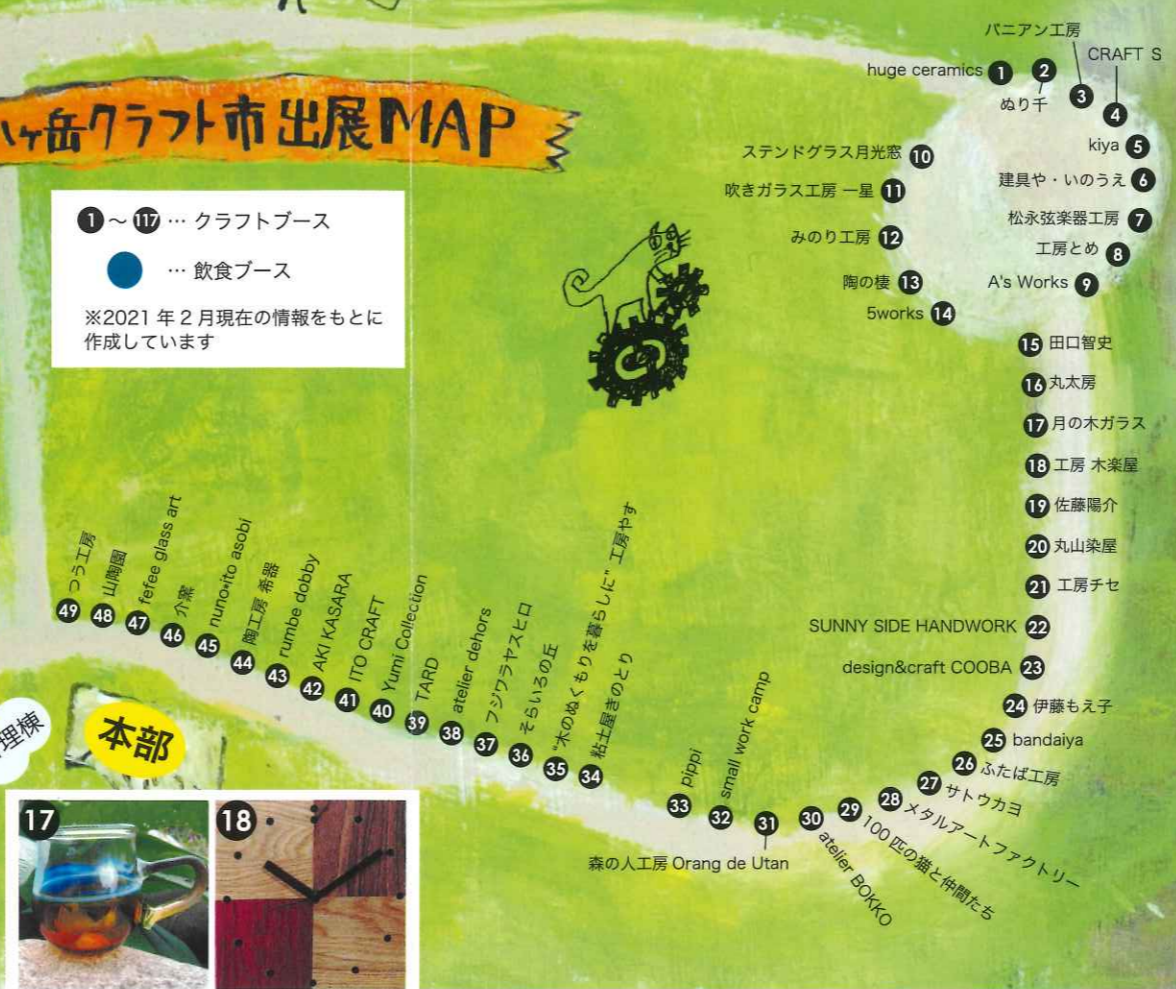 ヶ岳クラフト市出展MAP
1 ~ 117 … クラフトブース
… 飲食ブース
※2021 年 2 月現在の情報をもとに
作成しています
huge ceramics 1
2 ぬり千
バニアン工房 3
CRAFT S 4
kiya 5
建具や・いのうえ 6
松永弦楽器工房 7
工房とめ 8
A's Works 9
ステンドグラス月光窓 10
吹きガラス工房 一星 11
みのり工房 12
陶の棲 13
5works 14
15 田口智史
16 丸太房
17 月の木ガラス
18 工房 木楽屋
19 佐藤陽介
20 丸山染屋
21 工房チセ
SUNNY SIDE HANDWORK 22
design&craft COOBA 23
24 伊藤もえ子
25 bandaiya
26 ふたば工房
27 サトウカヨ
28 メタルアートファクトリー
29 100 匹の猫と仲間たち
30 atelier BOKKO
31 森の人工房 Orang de Utan
32 small work camp
33 pippi
34 粘土屋きのとり
35 "木のぬくもりを暮らしに" 工房やす
36 そらいろの丘
37 フジワラヤスヒロ
38 atelier dehors
39 TARD
40 Yumi Collection
41 ITO CRAFT
42 AKI KASARA
43 rumbe dobby
44 陶工房 希器
45 nuno*ito asobi
46 介窯
47 fefee glass art
48 山陶園
49 つう工房
理棟
本部
17
18